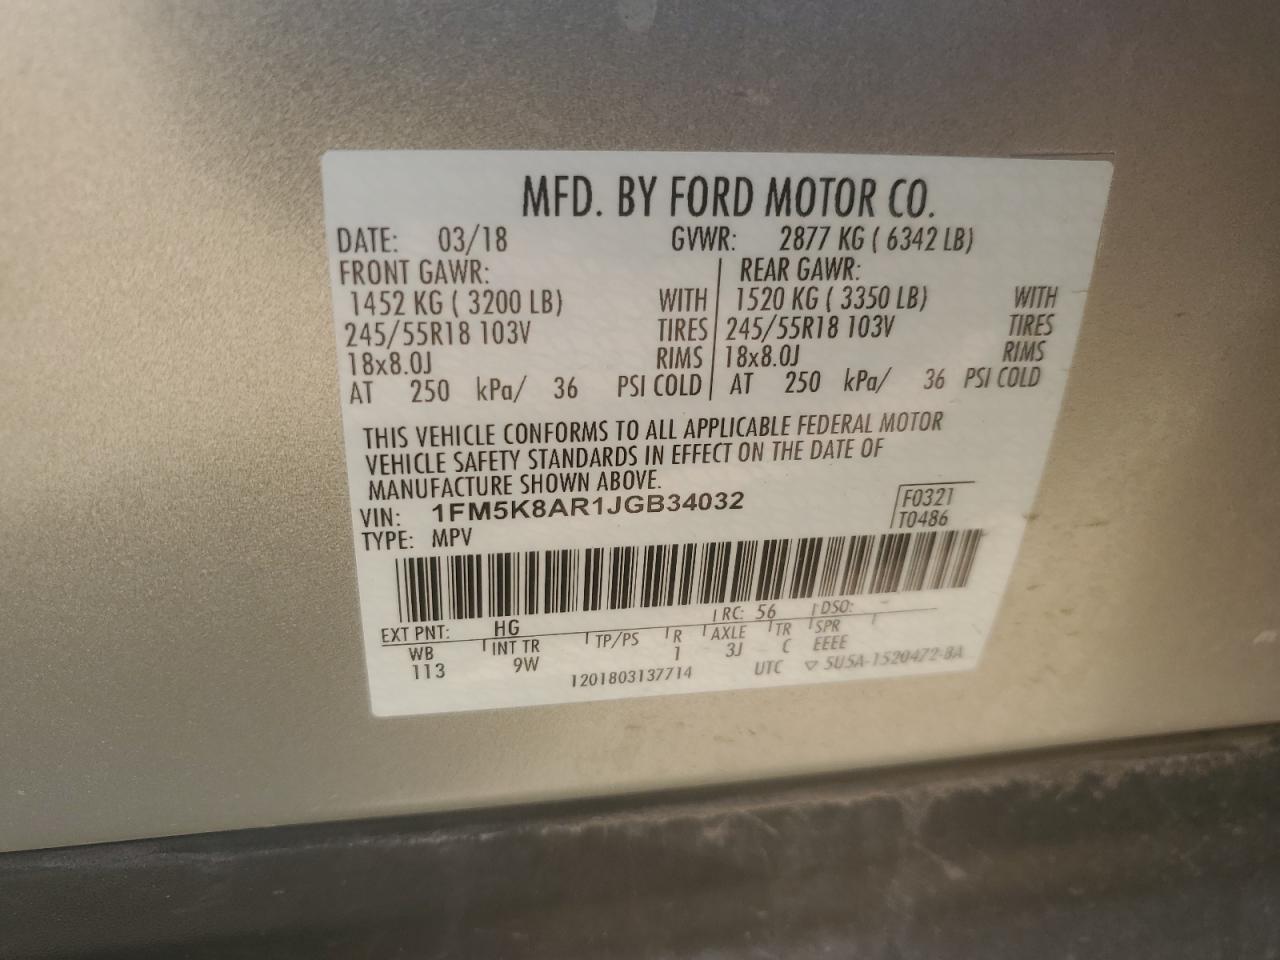 MFD. BY FORD MOTOR CO.
DATE: 03/18 GVWR: 2877 KG ( 6342 LB)
FRONT GAWR: REAR GAWR:
1452 KG ( 3200 LB) WITH 1520 KG ( 3350 LB) WITH
245/55R18 103V TIRES 245/55R18 103V TIRES
18x8.0J RIMS 18x8.0J RIMS
AT 250 kPa/ 36 PSI COLD AT 250 kPa/ 36 PSI COLD
THIS VEHICLE CONFORMS TO ALL APPLICABLE FEDERAL MOTOR
VEHICLE SAFETY STANDARDS IN EFFECT ON THE DATE OF
MANUFACTURE SHOWN ABOVE.
VIN: 1FM5K8AR1JGB34032 F0321
TYPE: MPV T0486
EXT PNT: HG RC: 56 DSO:
WB INT TR TP/PS R AXLE TR SPR
113 9W 1 3J C EEEE
1201803137714 UTC ▽ 5U5A-1520472-BA